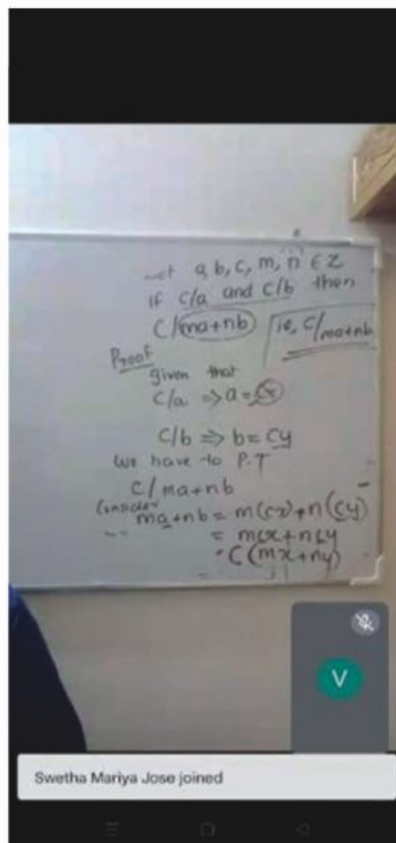 a, b, c, m, n ∈ Z
If c/a and c/b then
C/ma+nb ie, C/ma+nb
Proof
given that
c/a ⇒ a = cx
c/b ⇒ b = cy
we have to P.T
c/ma+nb
Consider
ma+nb = m(cx)+n(cy)
= mcx+ncy
= C(mx+ny)
V
Swetha Mariya Jose joined